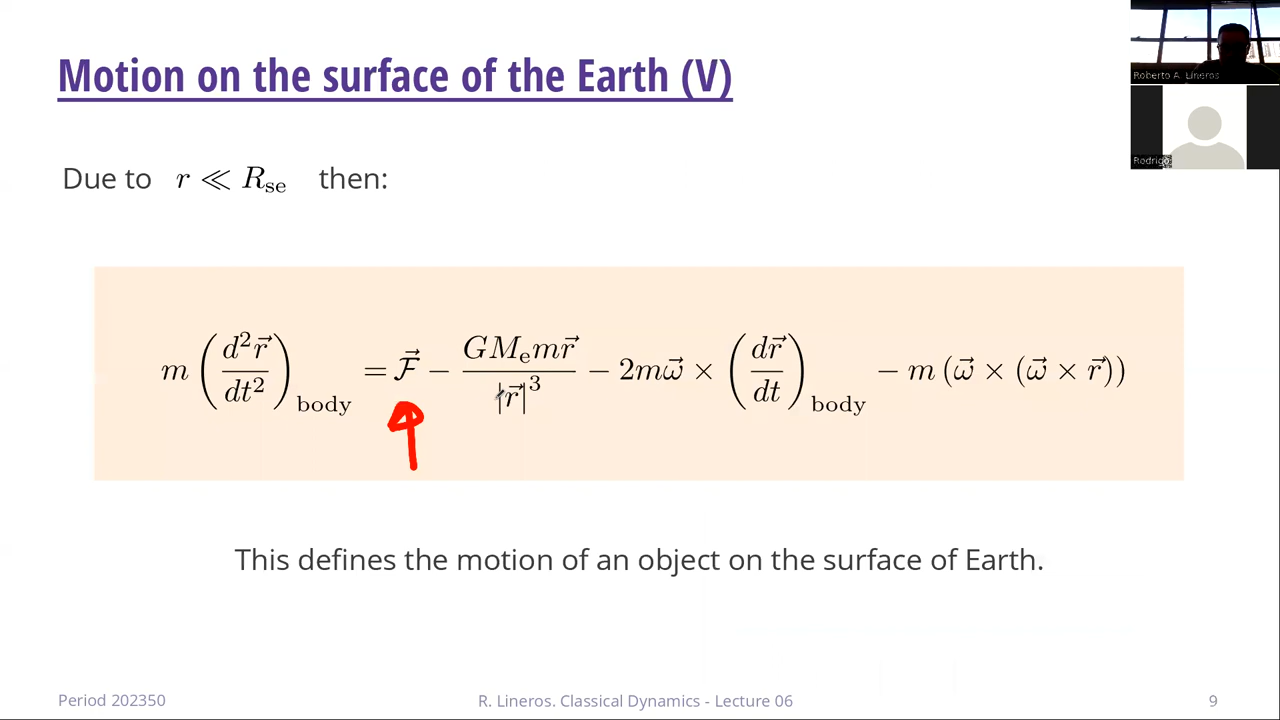 Motion on the surface of the Earth (V)
Roberto A. Lineros
Rodrigo
Due to r ≪ R_se then:
m (d²r⃗/dt²)_body = F⃗ − GM_e m r⃗/|r⃗|³ − 2mω⃗ × (dr⃗/dt)_body − m (ω⃗ × (ω⃗ × r⃗))
This defines the motion of an object on the surface of Earth.
Period 202350
R. Lineros. Classical Dynamics - Lecture 06
9